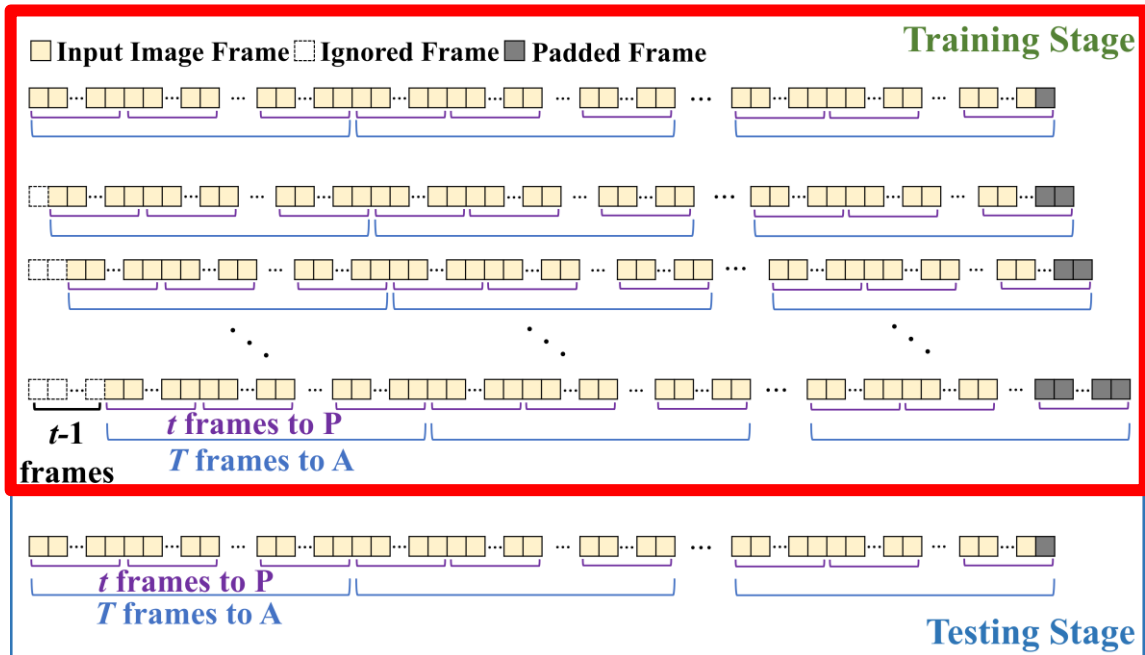 Training Stage
Input Image Frame Ignored Frame Padded Frame
t-1
frames
t frames to P
T frames to A
t frames to P
T frames to A
Testing Stage